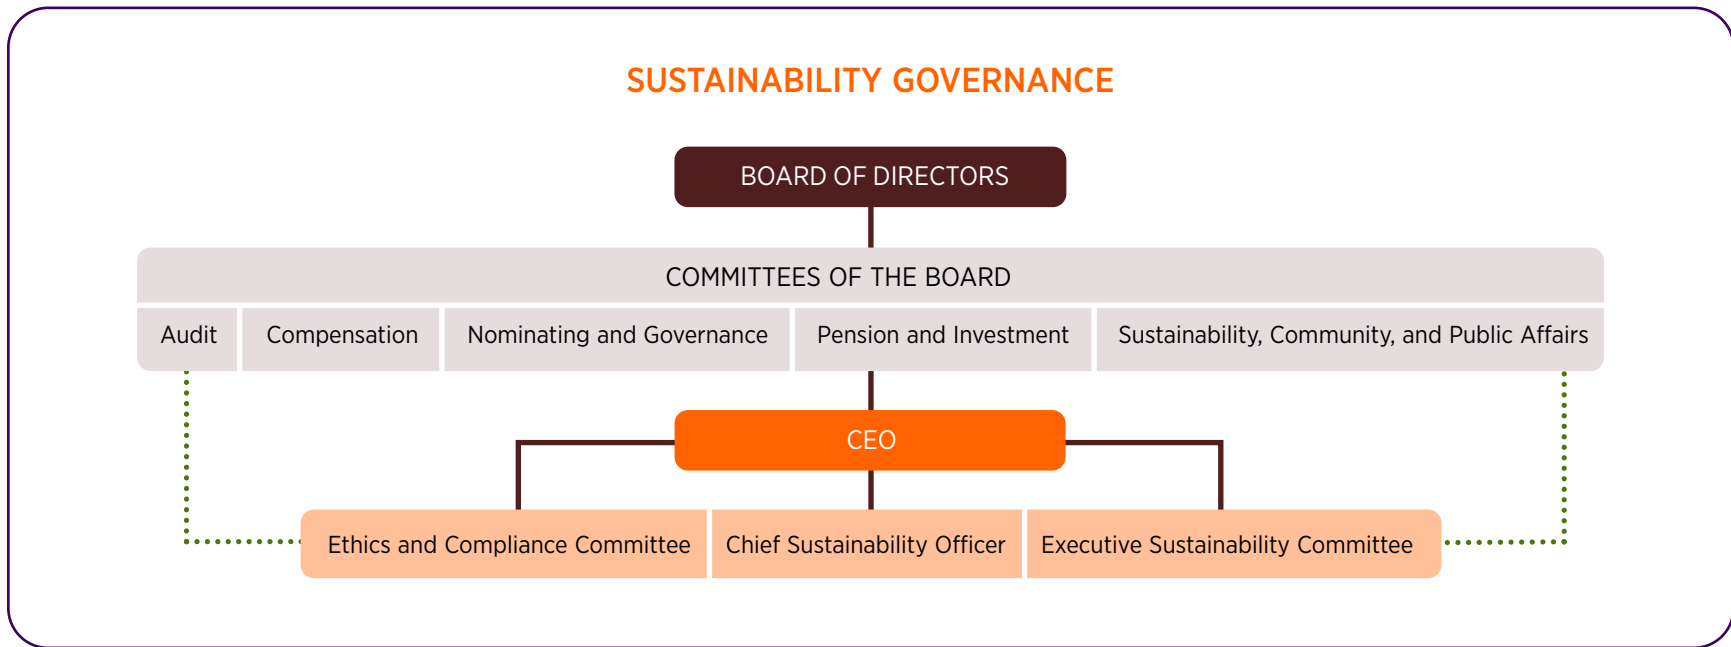 SUSTAINABILITY GOVERNANCE
BOARD OF DIRECTORS
COMMITTEES OF THE BOARD
Audit
Compensation
Nominating and Governance
Pension and Investment
Sustainability, Community, and Public Affairs
CEO
Ethics and Compliance Committee
Chief Sustainability Officer
Executive Sustainability Committee